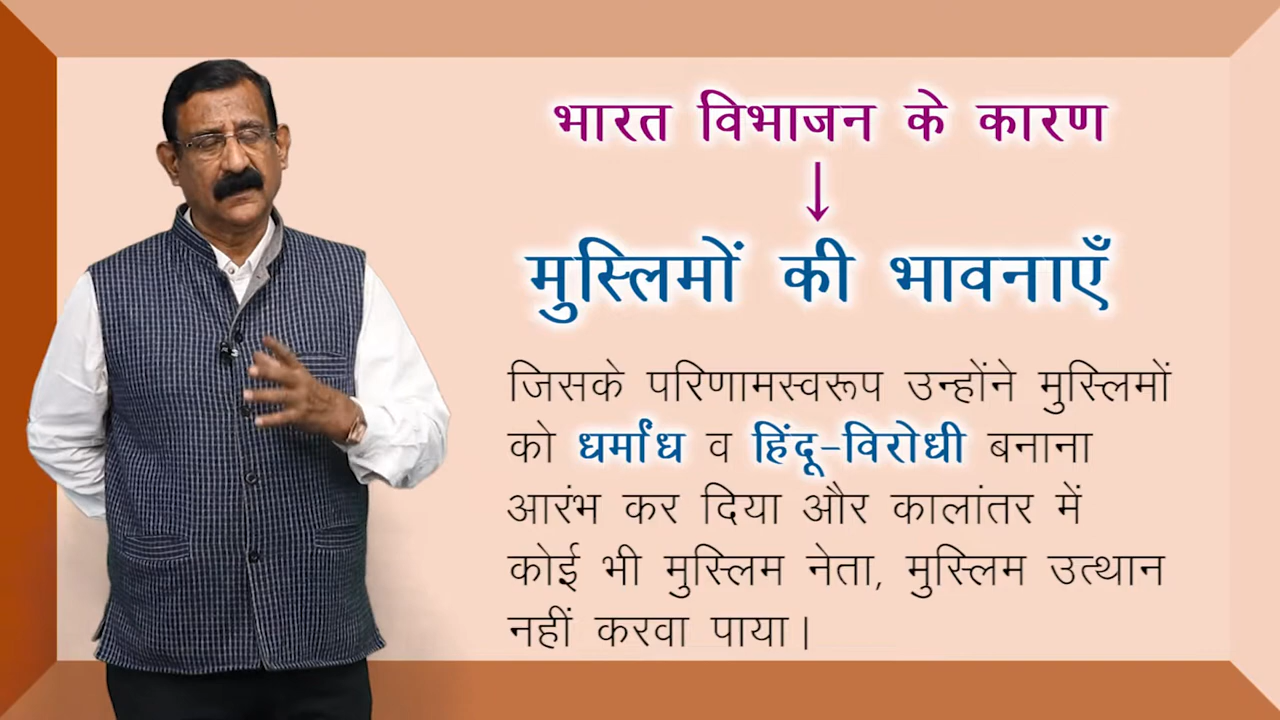 भारत विभाजन के कारण
↓
मुस्लिमों की भावनाएँ
जिसके परिणामस्वरूप उन्होंने मुस्लिमों
को धर्मांध व हिंदू-विरोधी बनाना
आरंभ कर दिया और कालांतर में
कोई भी मुस्लिम नेता, मुस्लिम उत्थान
नहीं करवा पाया।